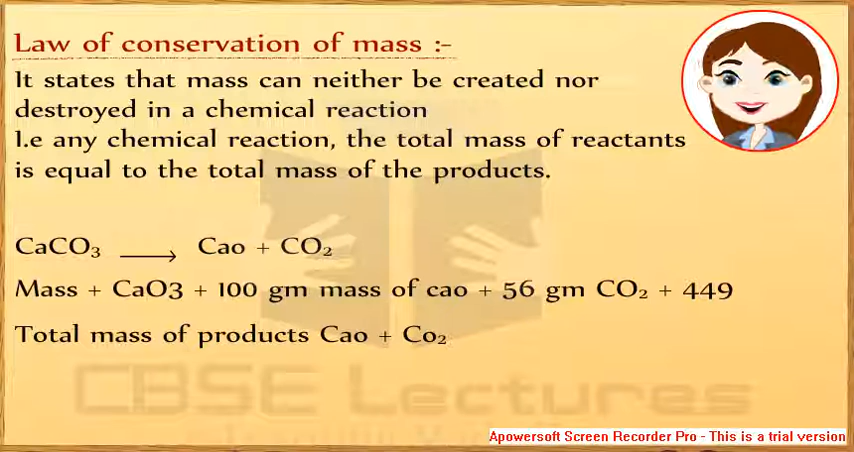 Law of conservation of mass :-
It states that mass can neither be created nor
destroyed in a chemical reaction
I.e any chemical reaction, the total mass of reactants
is equal to the total mass of the products.
CaCO₃ ⟶ Cao + CO₂
Mass + CaO3 + 100 gm mass of cao + 56 gm CO₂ + 449
Total mass of products Cao + Co₂
CBSE Lectures
Apowersoft Screen Recorder Pro - This is a trial version